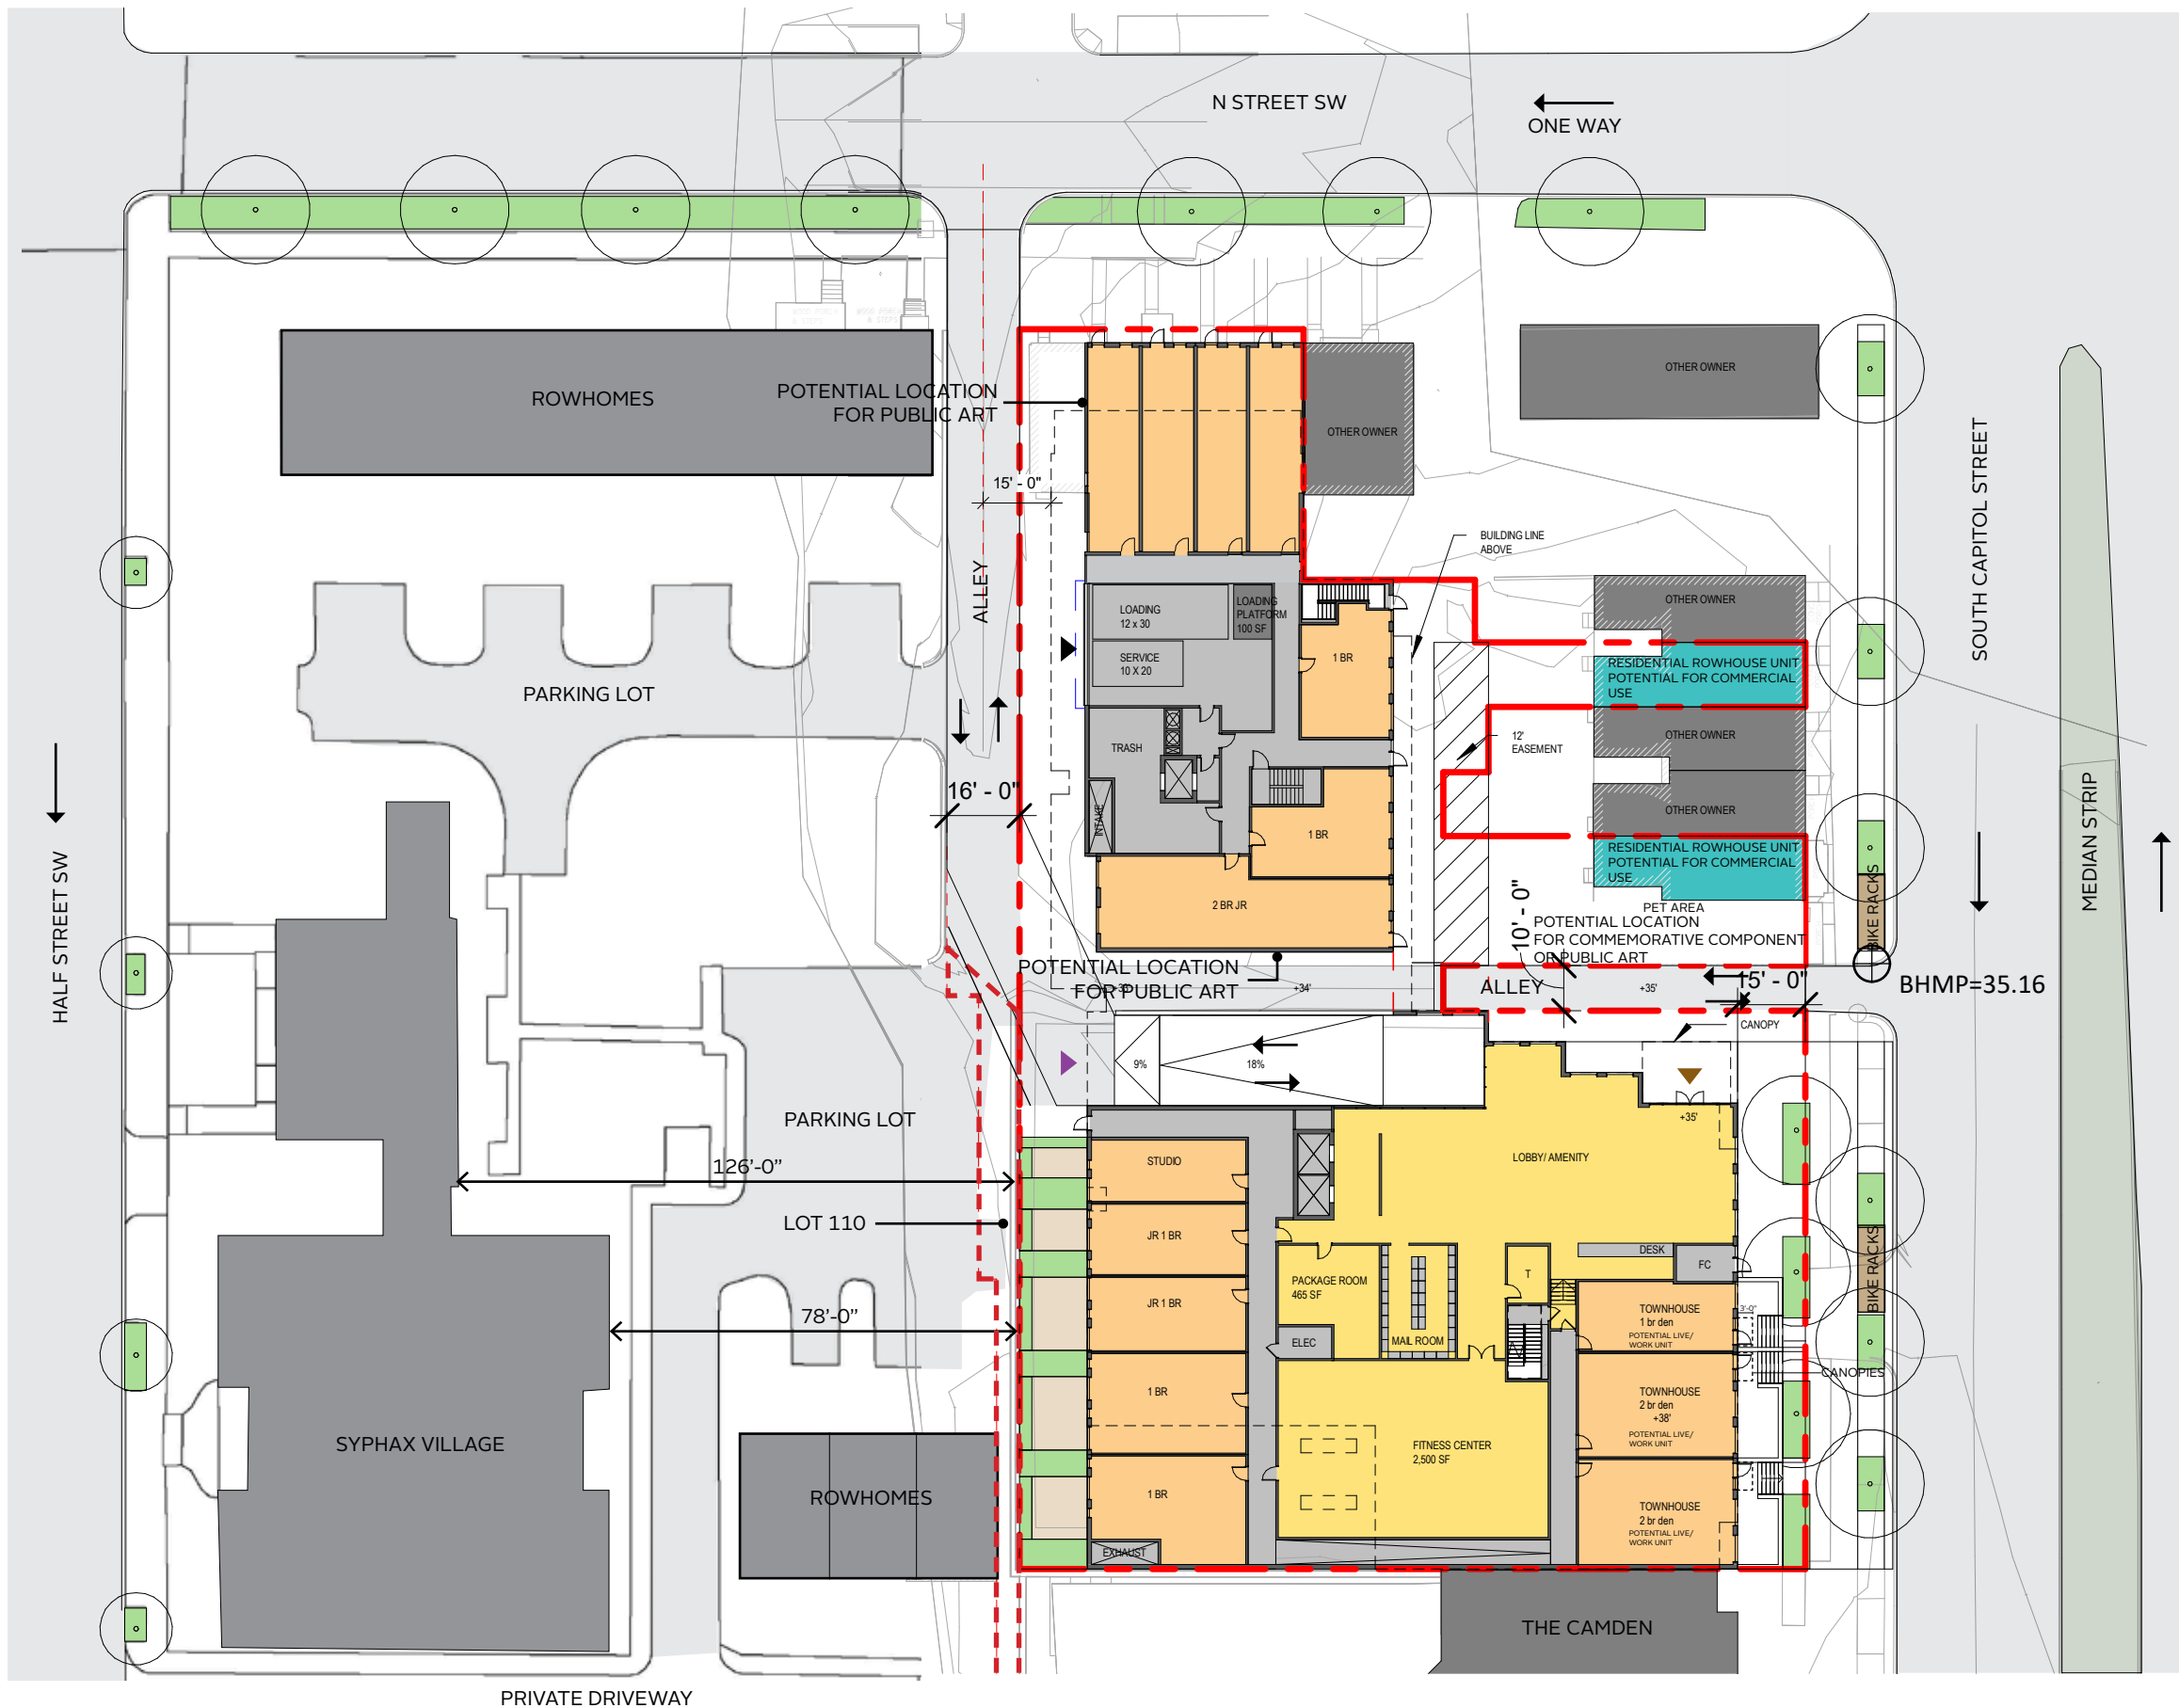 N STREET SW
ONE WAY
ROWHOMES
POTENTIAL LOCATION
FOR PUBLIC ART
OTHER OWNER
OTHER OWNER
15' - 0"
BUILDING LINE
ABOVE
ALLEY
SOUTH CAPITOL STREET
LOADING
12 x 30
LOADING
PLATFORM
100 SF
SERVICE
10 X 20
1 BR
OTHER OWNER
RESIDENTIAL ROWHOUSE UNIT
POTENTIAL FOR COMMERCIAL
USE
PARKING LOT
TRASH
12'
EASEMENT
OTHER OWNER
16' - 0"
INTAKE
1 BR
OTHER OWNER
MEDIAN STRIP
RESIDENTIAL ROWHOUSE UNIT
POTENTIAL FOR COMMERCIAL
USE
HALF STREET SW
2 BR JR
10' - 0"
PET AREA
POTENTIAL LOCATION
FOR COMMEMORATIVE COMPONENT
OR PUBLIC ART
BIKE RACKS
POTENTIAL LOCATION
FOR PUBLIC ART
+34'
ALLEY
+35'
15' - 0"
BHMP=35.16
CANOPY
9%
18%
+35'
PARKING LOT
126'-0"
STUDIO
LOBBY/ AMENITY
LOT 110
JR 1 BR
DESK
FC
BIKE RACKS
PACKAGE ROOM
465 SF
T
JR 1 BR
78'-0"
ELEC
MAIL ROOM
TOWNHOUSE
1 br den
POTENTIAL LIVE/
WORK UNIT
3'-0"
CANOPIES
1 BR
TOWNHOUSE
2 br den
+38'
POTENTIAL LIVE/
WORK UNIT
SYPHAX VILLAGE
FITNESS CENTER
2,500 SF
ROWHOMES
1 BR
TOWNHOUSE
2 br den
POTENTIAL LIVE/
WORK UNIT
EXHAUST
THE CAMDEN
PRIVATE DRIVEWAY